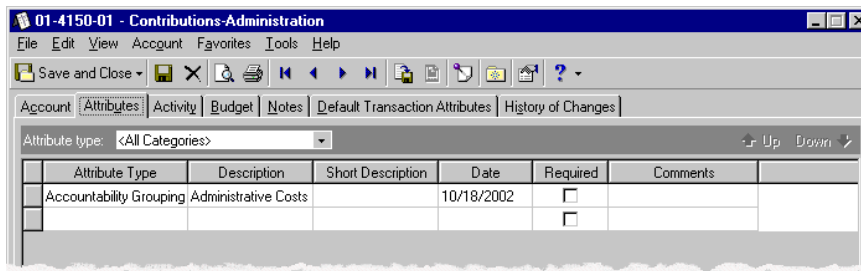 01-4150-01 - Contributions-Administration
File Edit View Account Favorites Tools Help
Save and Close ?
Account Attributes Activity Budget Notes Default Transaction Attributes History of Changes
Attribute type: <All Categories> Up Down
Attribute Type Description Short Description Date Required Comments
Accountability Grouping Administrative Costs 10/18/2002